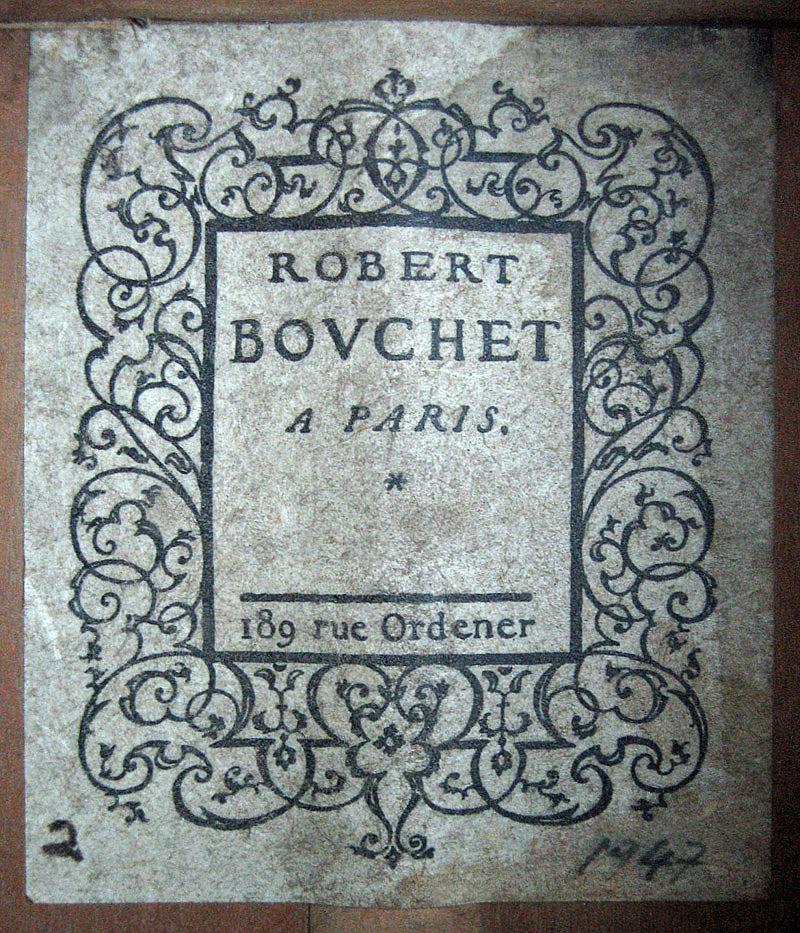 ROBERT
BOVCHET
A PARIS.
*
189 rue Ordener
2 1947